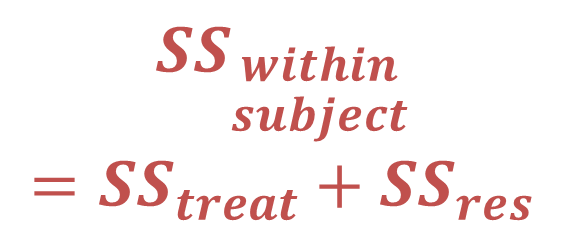 SS within
subject
= SS treat + SS res